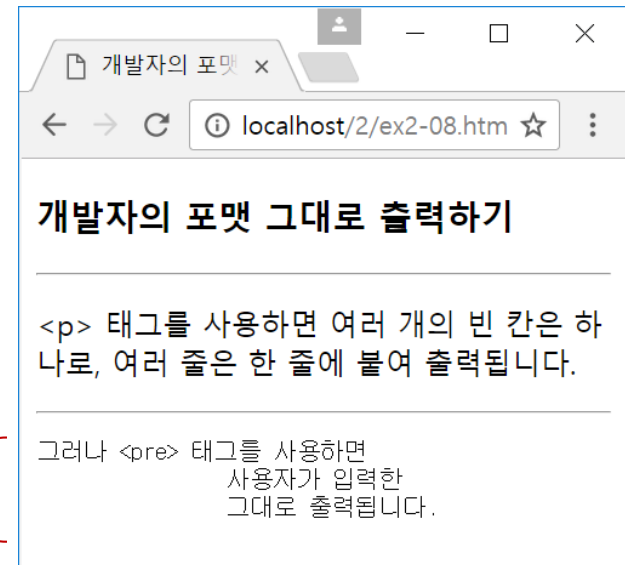 개발자의 포맷
localhost/2/ex2-08.htm
개발자의 포맷 그대로 출력하기
<p> 태그를 사용하면 여러 개의 빈 칸은 하
나로, 여러 줄은 한 줄에 붙여 출력됩니다.
그러나 <pre> 태그를 사용하면
사용자가 입력한
그대로 출력됩니다.